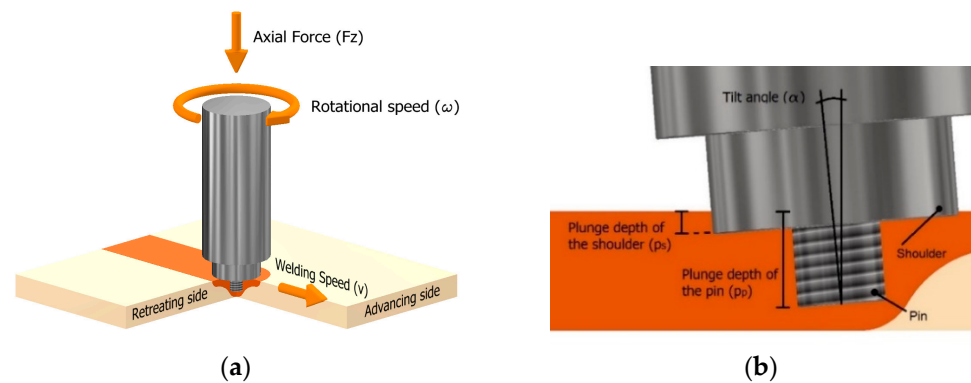 Axial Force (Fz)
Rotational speed (ω)
Welding Speed (v)
Retreating side
Advancing side
(a)
Tilt angle (α)
Plunge depth of
the shoulder (ps)
Plunge depth of
the pin (pp)
Shoulder
Pin
(b)